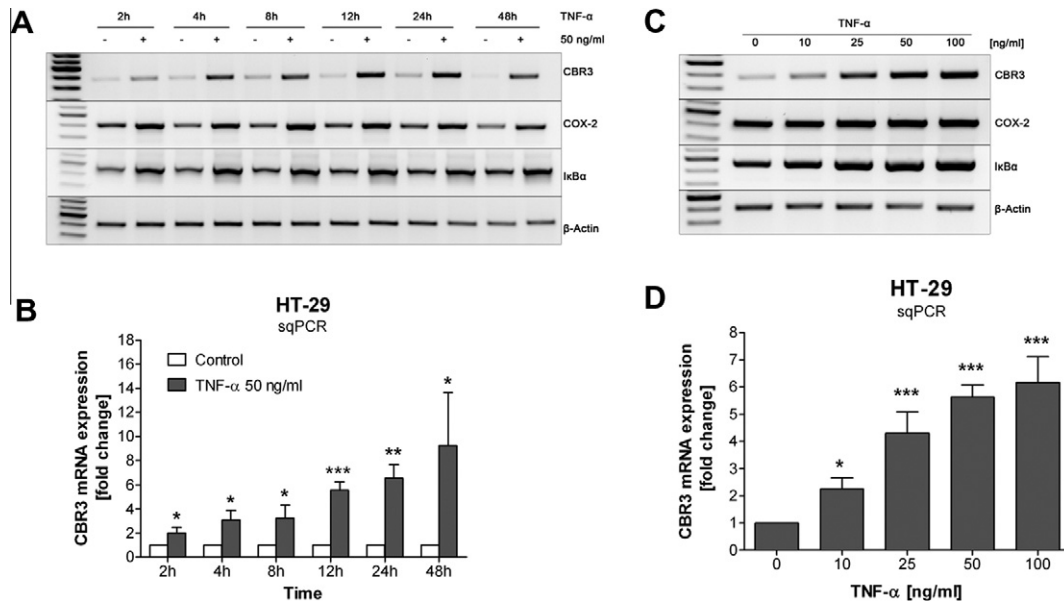 A
2h 4h 8h 12h 24h 48h TNF-α
- + - + - + - + - + - + 50 ng/ml
CBR3
COX-2
IκBα
β-Actin
C
TNF-α
0 10 25 50 100 [ng/ml]
CBR3
COX-2
IκBα
β-Actin
B
HT-29
sqPCR
CBR3 mRNA expression
[fold change]
18
16
14
12
10
8
6
4
2
0
Control
TNF-α 50 ng/ml
* * * *** ** *
2h 4h 8h 12h 24h 48h
Time
D
HT-29
sqPCR
CBR3 mRNA expression
[fold change]
8
7
6
5
4
3
2
1
0
* *** *** ***
0 10 25 50 100
TNF-α [ng/ml]